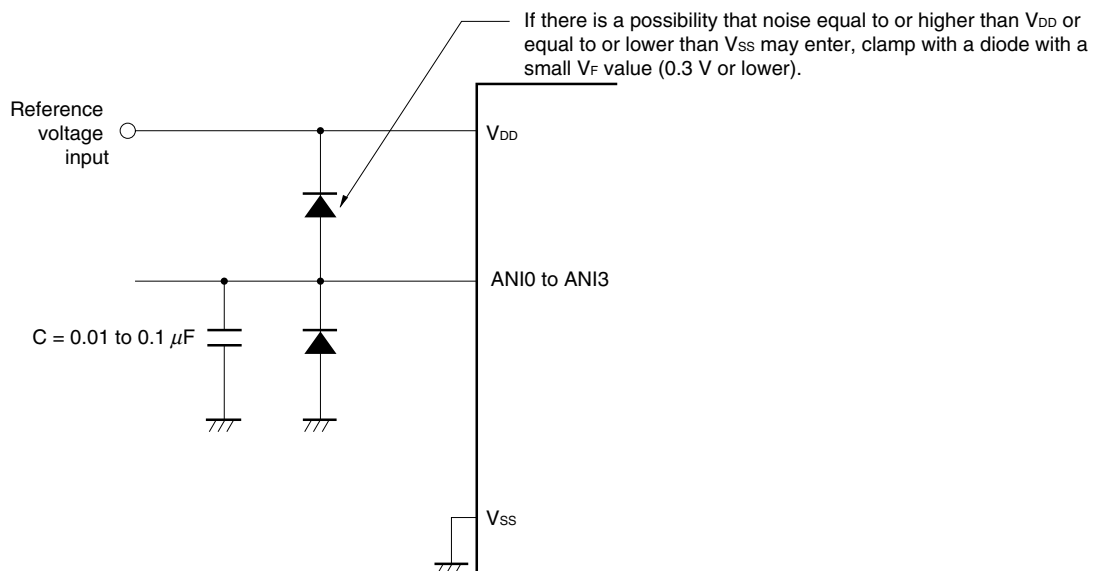 If there is a possibility that noise equal to or higher than VDD or
equal to or lower than VSS may enter, clamp with a diode with a
small VF value (0.3 V or lower).
Reference
voltage
input
VDD
ANI0 to ANI3
C = 0.01 to 0.1 μF
VSS